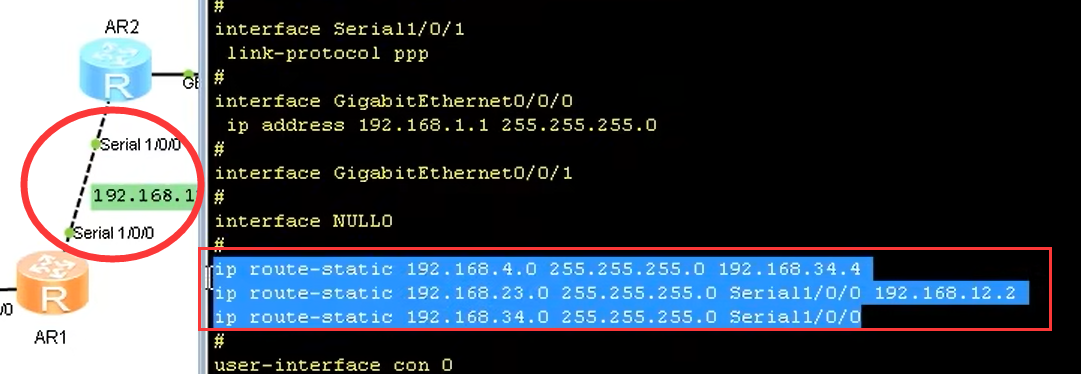 AR2
R
GE
Serial 1/0/0
192.168.1
Serial 1/0/0
R
/0
AR1
#
interface Serial1/0/1
link-protocol ppp
#
interface GigabitEthernet0/0/0
ip address 192.168.1.1 255.255.255.0
#
interface GigabitEthernet0/0/1
#
interface NULL0
#
ip route-static 192.168.4.0 255.255.255.0 192.168.34.4
ip route-static 192.168.23.0 255.255.255.0 Serial1/0/0 192.168.12.2
ip route-static 192.168.34.0 255.255.255.0 Serial1/0/0
#
user-interface con 0